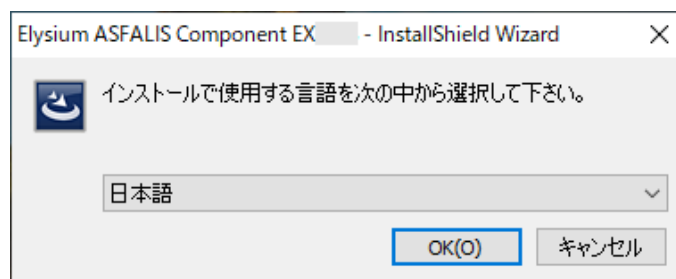 Elysium ASFALIS Component EX - InstallShield Wizard
インストールで使用する言語を次の中から選択して下さい。
日本語
OK(O)
キャンセル